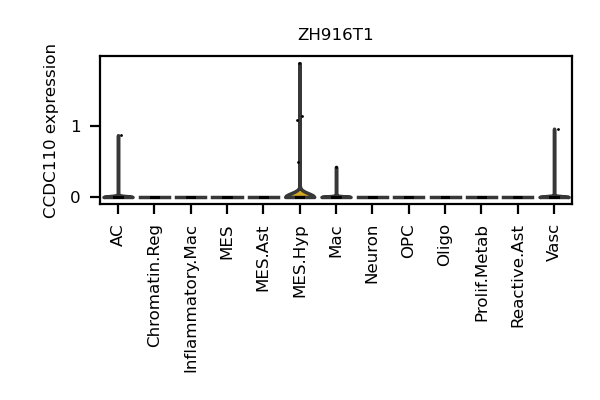 ZH916T1
CCDC110 expression
1
0
AC
Chromatin.Reg
Inflammatory.Mac
MES
MES.Ast
MES.Hyp
Mac
Neuron
OPC
Oligo
Prolif.Metab
Reactive.Ast
Vasc